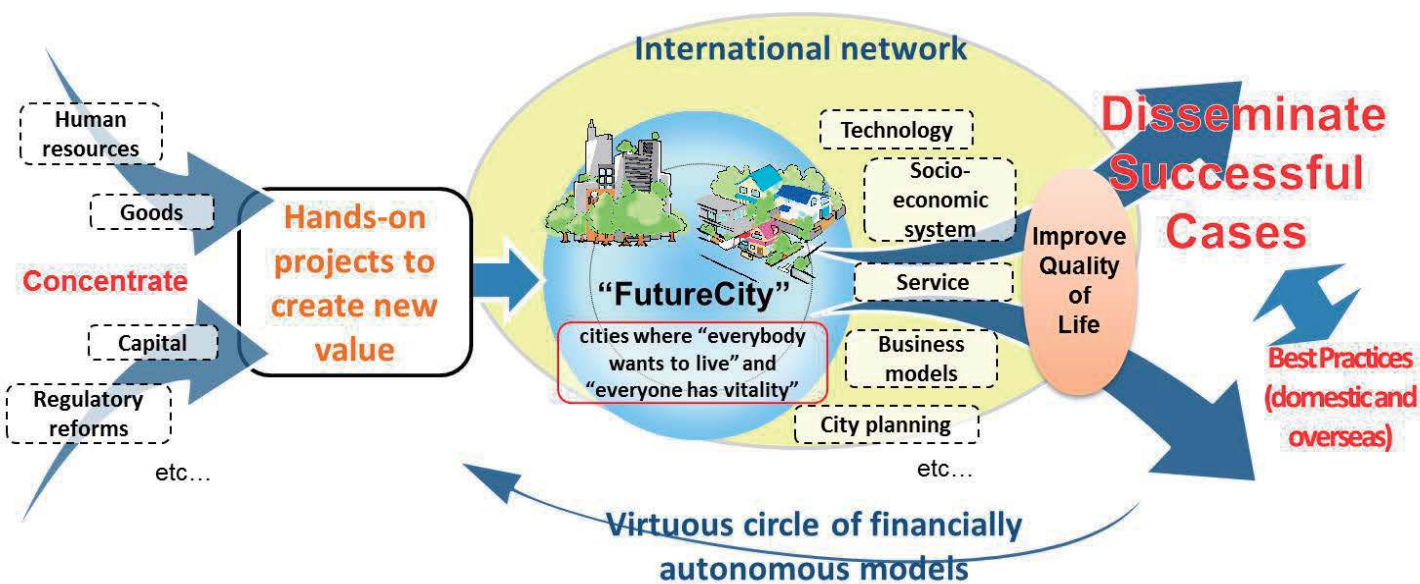 Human
resources
Goods
Concentrate
Capital
Regulatory
reforms
etc…
Hands-on
projects to
create new
value
International network
“FutureCity”
cities where “everybody
wants to live” and
“everyone has vitality”
Technology
Socio-
economic
system
Service
Business
models
City planning
etc…
Improve
Quality
of
Life
Disseminate
Successful
Cases
Best Practices
(domestic and
overseas)
Virtuous circle of financially
autonomous models